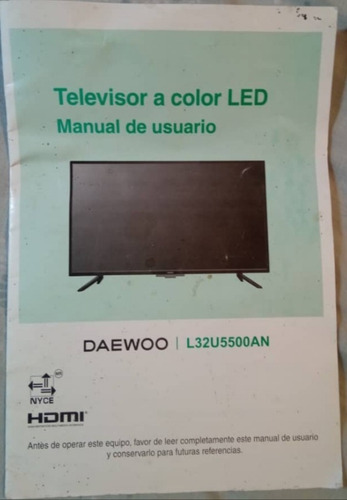 Televisor a color LED
Manual de usuario
DAEWOO | L32U5500AN
NYCE
HDMI
Antes de operar este equipo, favor de leer completamente este manual de usuario
y conservarlo para futuras referencias.